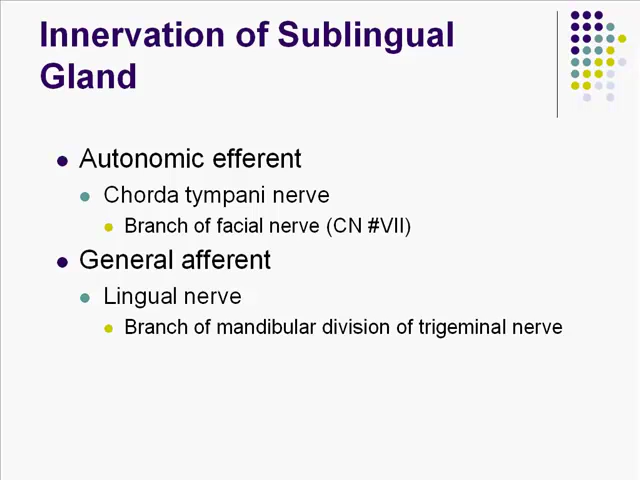 Innervation of Sublingual
Gland
Autonomic efferent
Chorda tympani nerve
Branch of facial nerve (CN #VII)
General afferent
Lingual nerve
Branch of mandibular division of trigeminal nerve